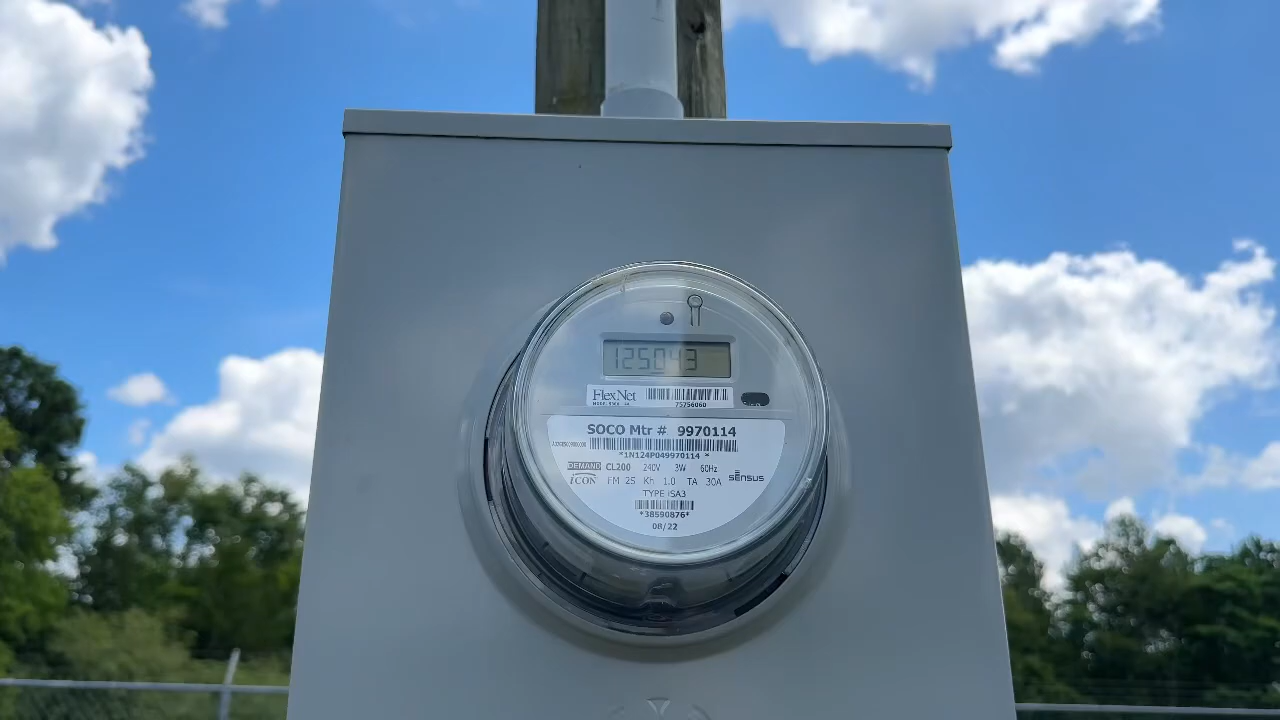 125043
FlexNet
75756060
SOCO Mtr # 9970114
*1N124P049970114 *
DEMAND CL200 240V 3W 60Hz
iCON FM 25 Kh 1.0 TA 30A sensus
TYPE iSA3
*38590876*
08/22